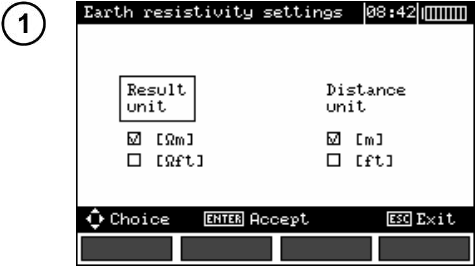 1
Earth resistivity settings 08:42
Result unit
Distance unit
☑ [Ωm]
☐ [Ωft]
☑ [m]
☐ [ft]
Choice ENTER Accept ESC Exit